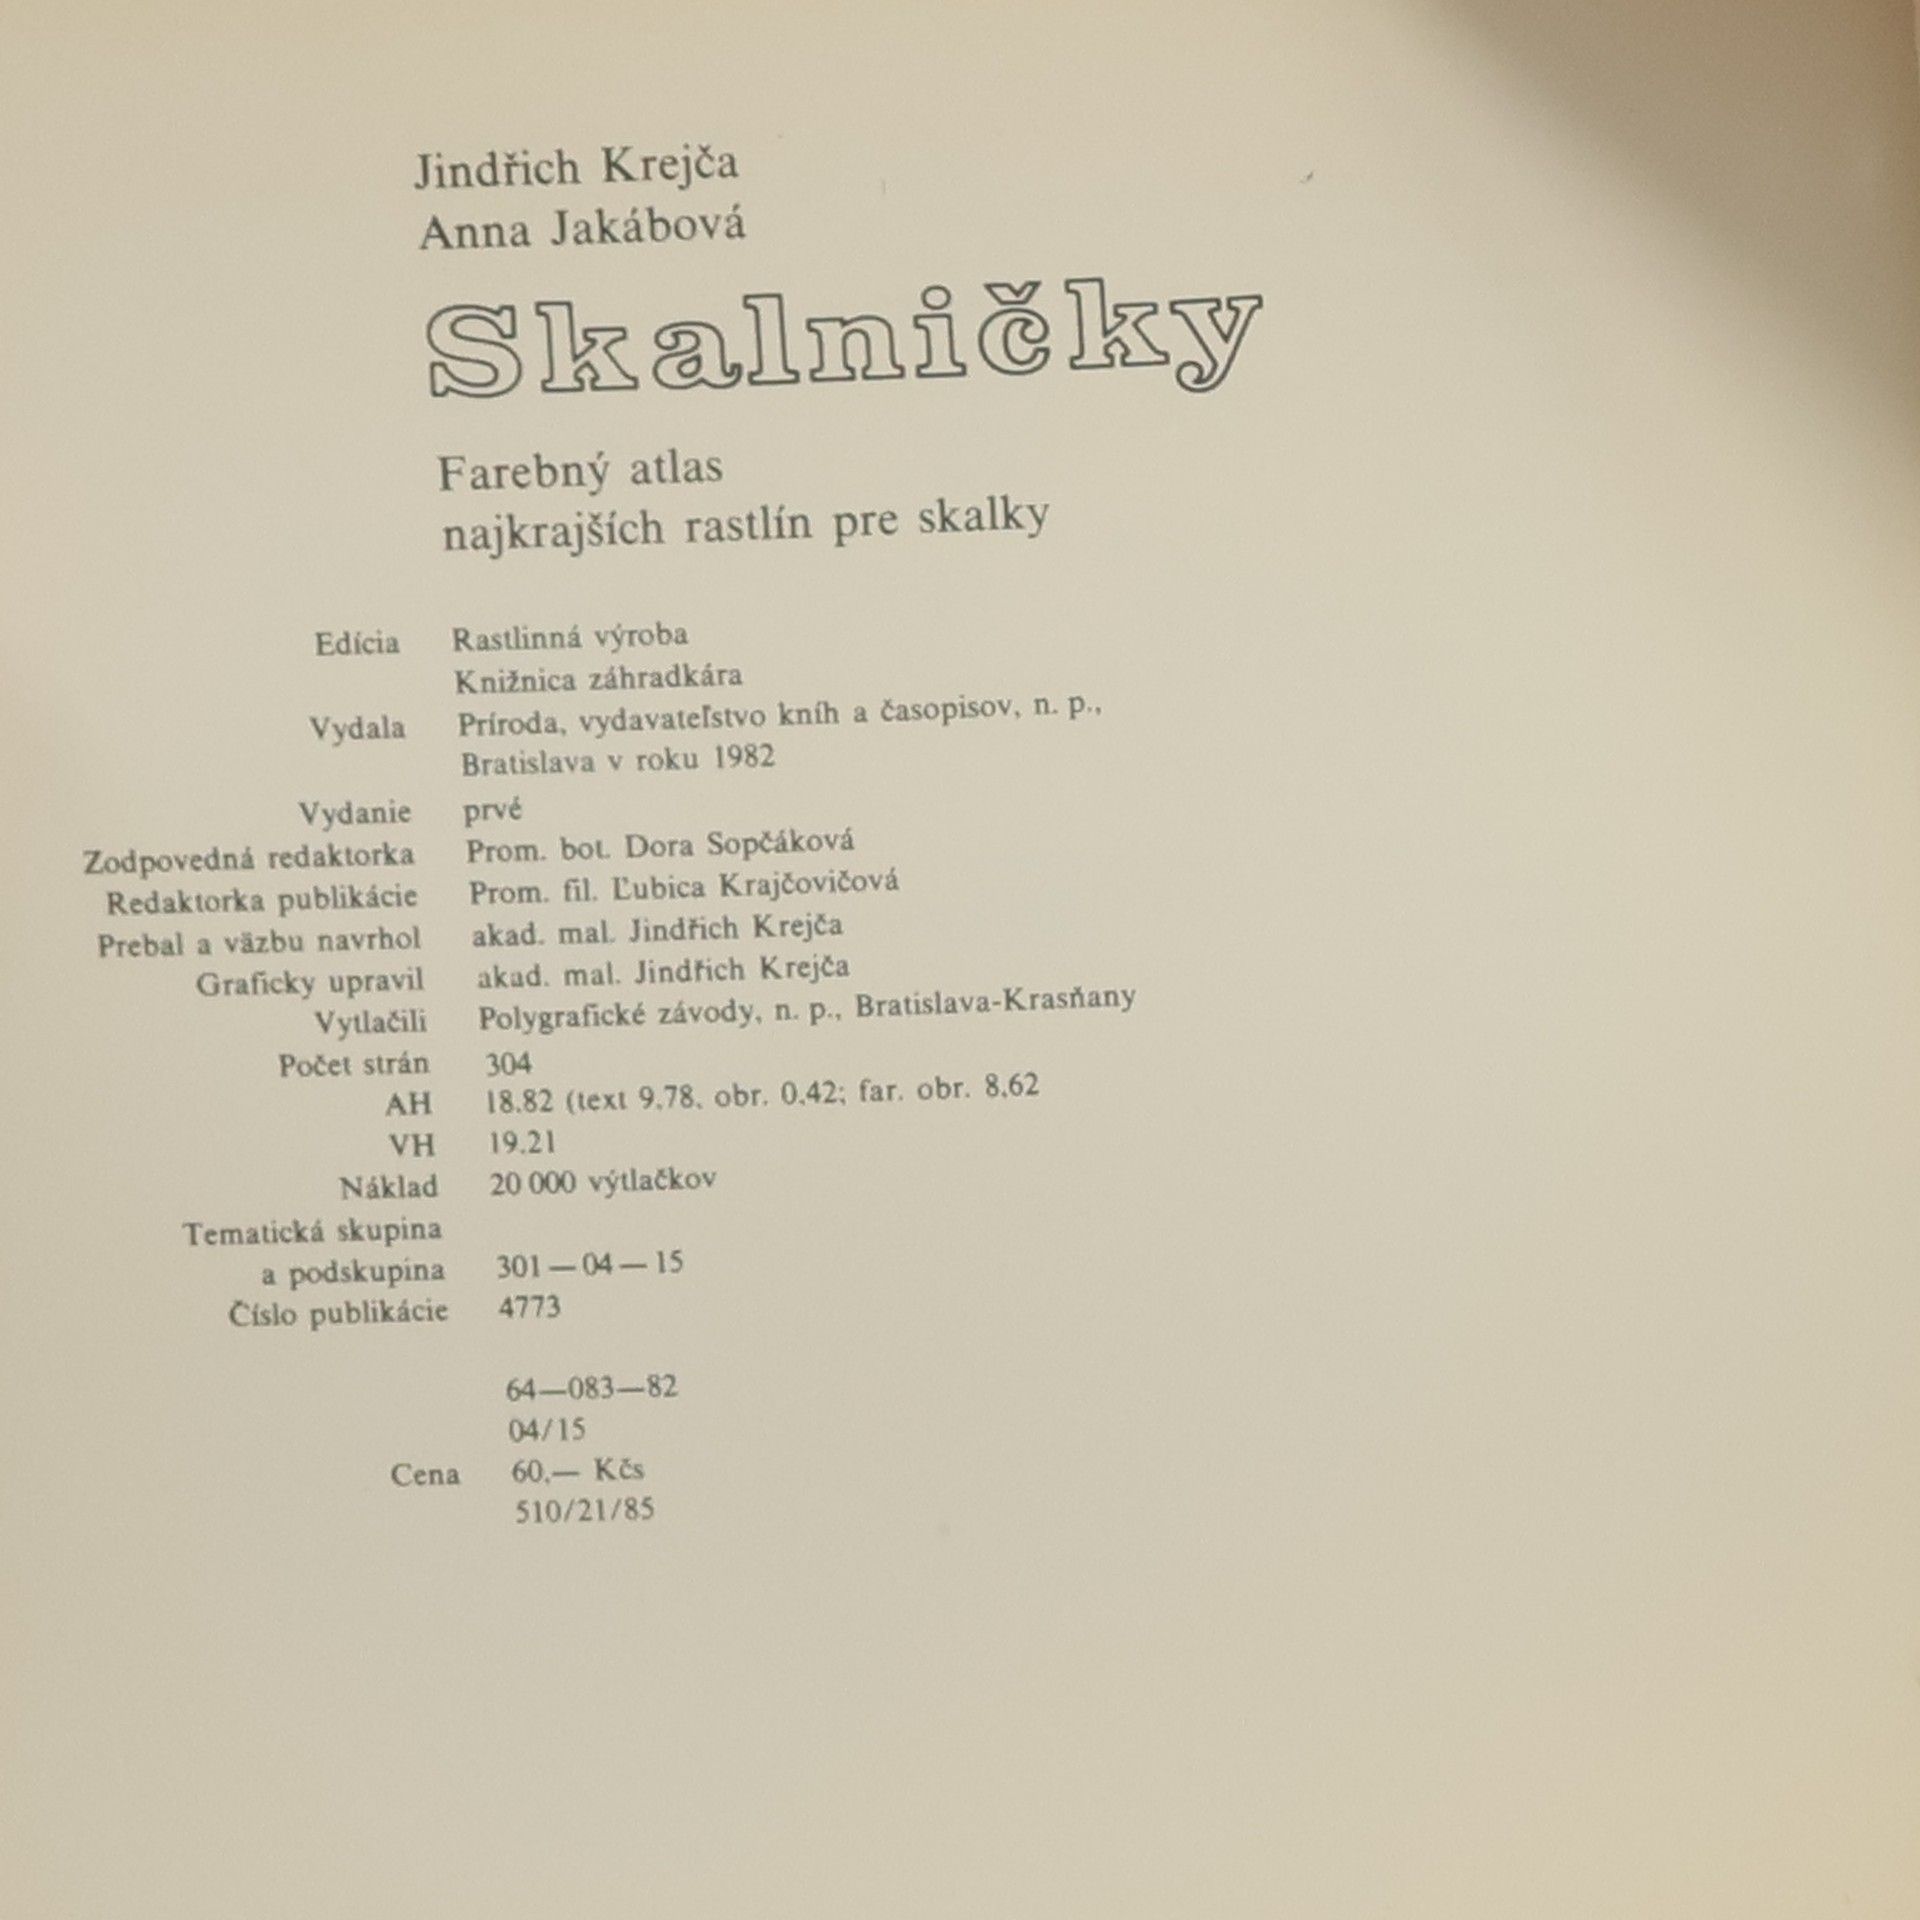 Jindřich Krejča
Anna Jakábová
Skalničky
Farebný atlas
najkrajších rastlín pre skalky
Edícia Rastlinná výroba
Knižnica záhradkára
Vydala Príroda, vydavateľstvo kníh a časopisov, n. p.,
Bratislava v roku 1982
Vydanie prvé
Zodpovedná redaktorka Prom. bot. Dora Sopčáková
Redaktorka publikácie Prom. fil. Ľubica Krajčovičová
Prebal a väzbu navrhol akad. mal. Jindřich Krejča
Graficky upravil akad. mal. Jindřich Krejča
Vytlačili Polygrafické závody, n. p., Bratislava-Krasňany
Počet strán 304
AH 18,82 (text 9,78, obr. 0,42; far. obr. 8,62
VH 19,21
Náklad 20 000 výtlačkov
Tematická skupina
a podskupina 301—04—15
Číslo publikácie 4773
64—083—82
04/15
Cena 60,— Kčs
510/21/85